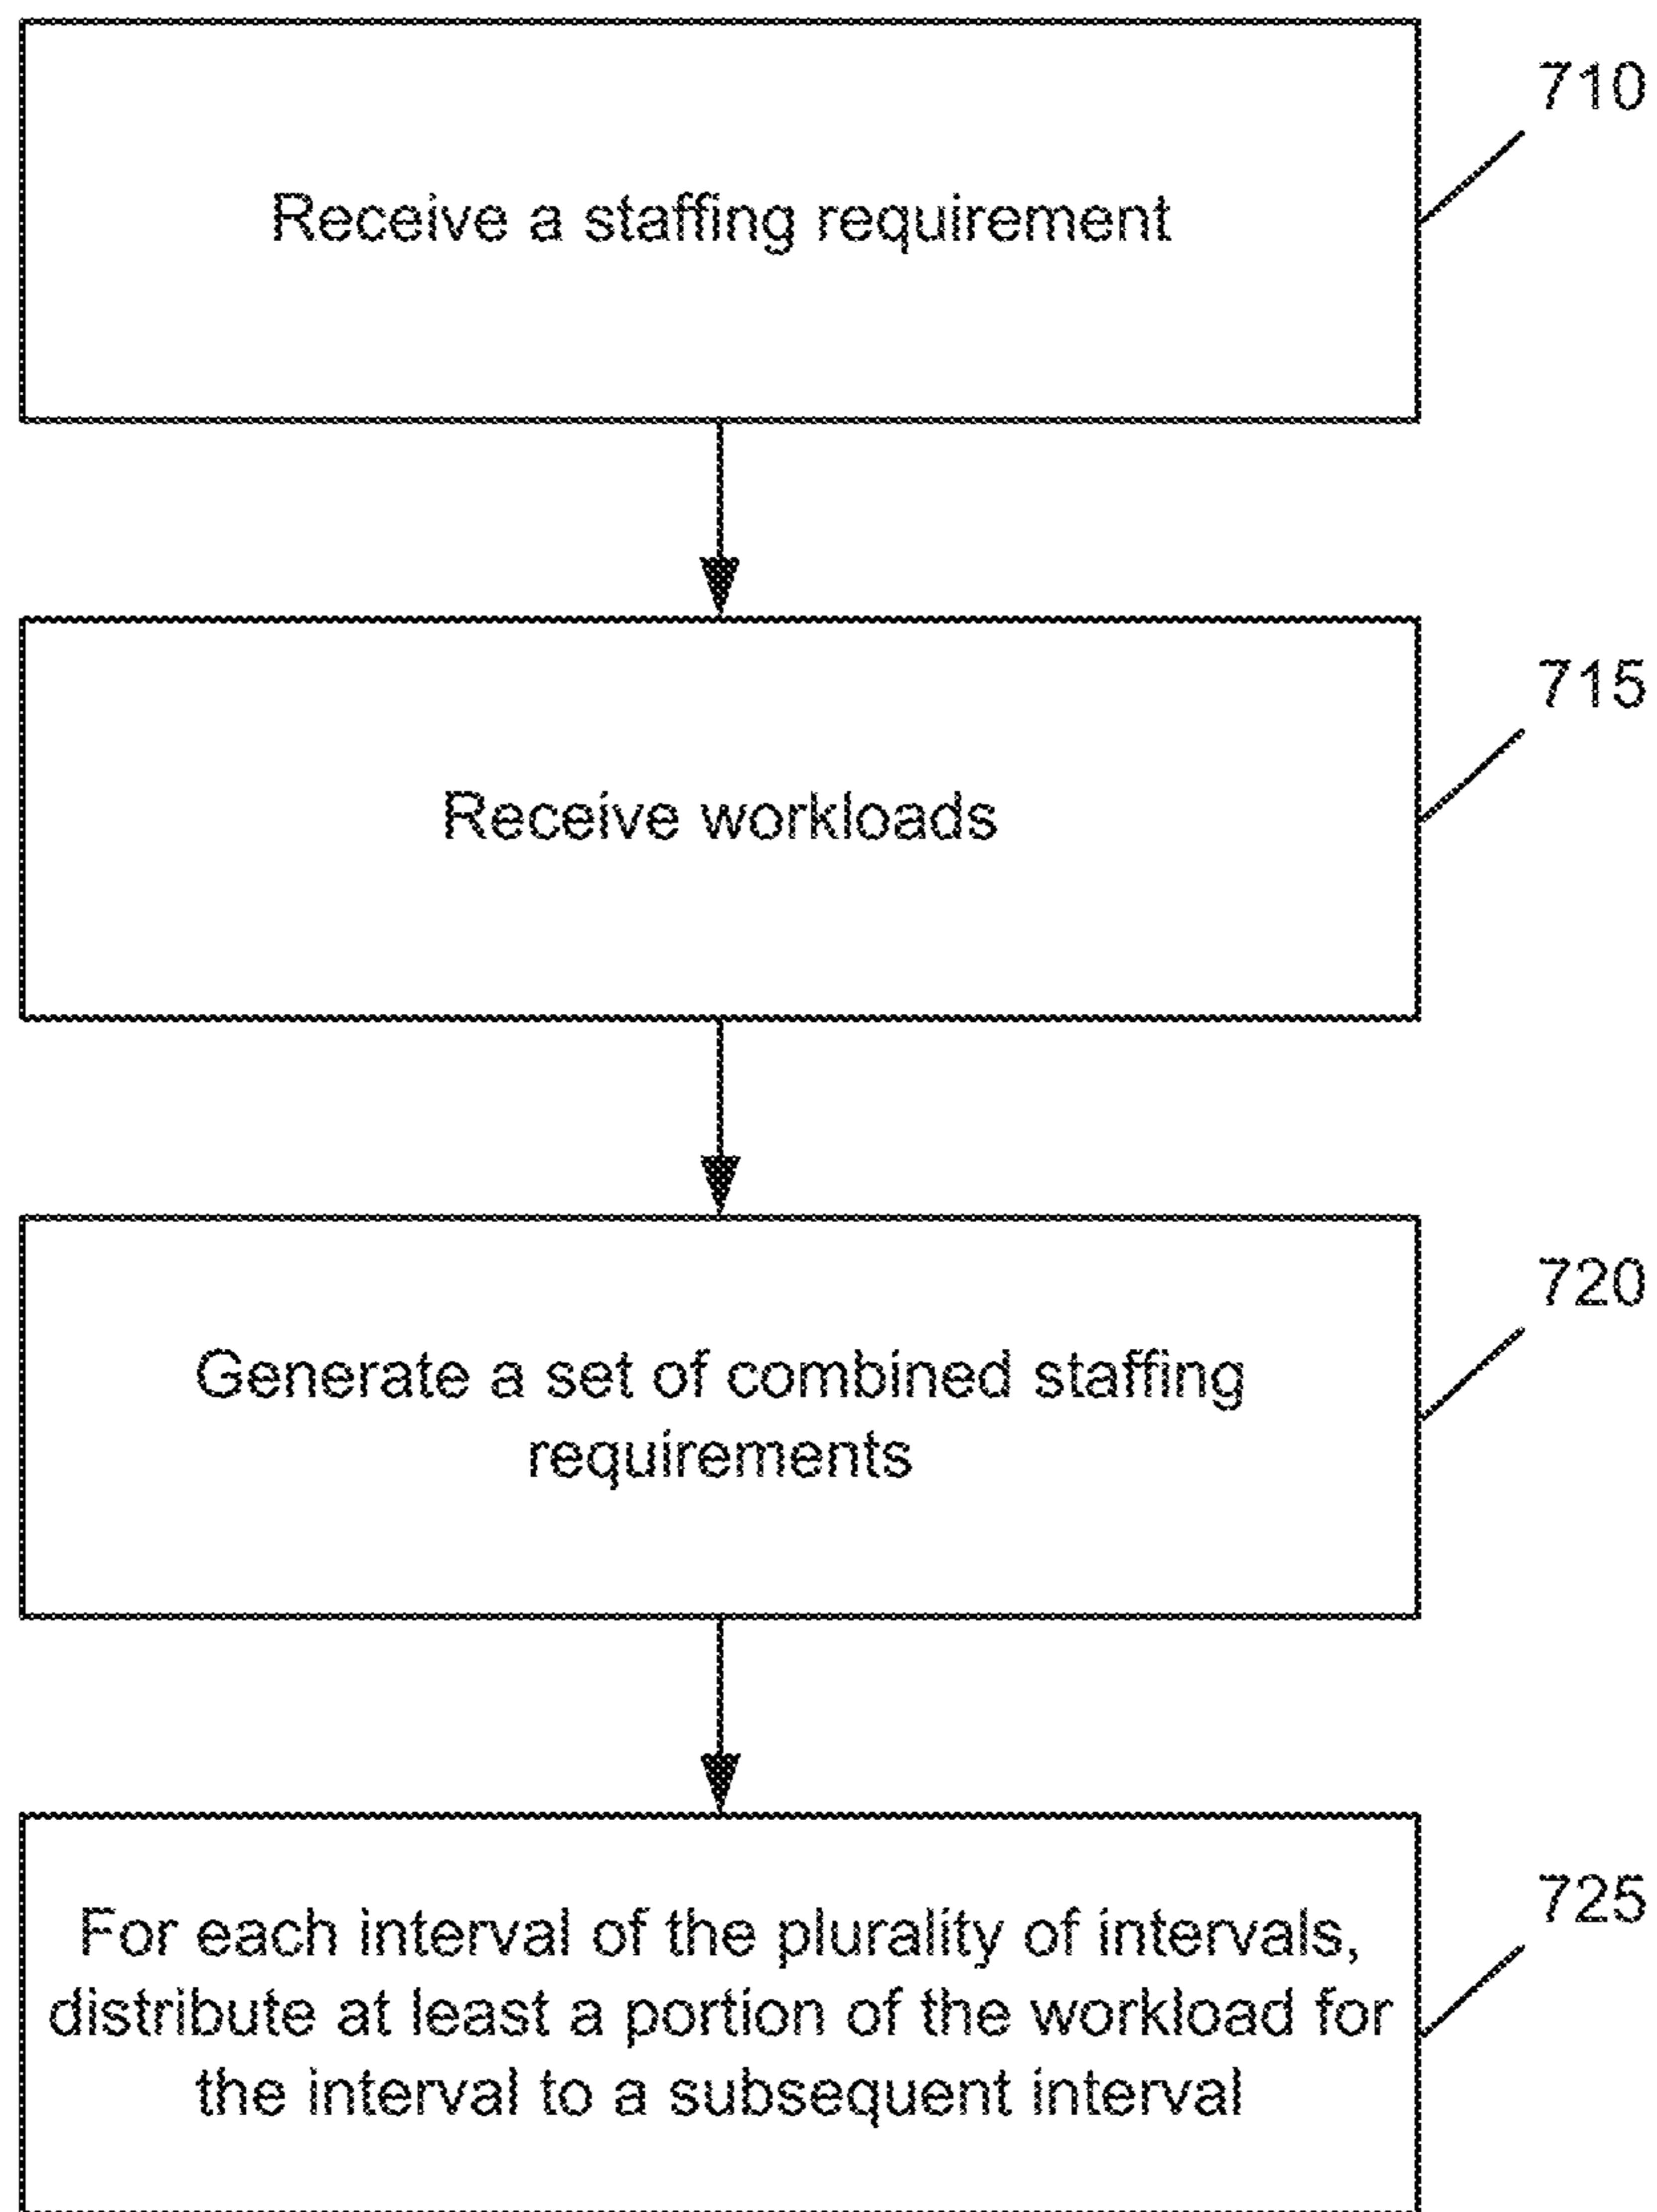 710
Receive a staffing requirement
715
Receive workloads
720
Generate a set of combined staffing
requirements
725
For each interval of the plurality of intervals,
distribute at least a portion of the workload for
the interval to a subsequent interval